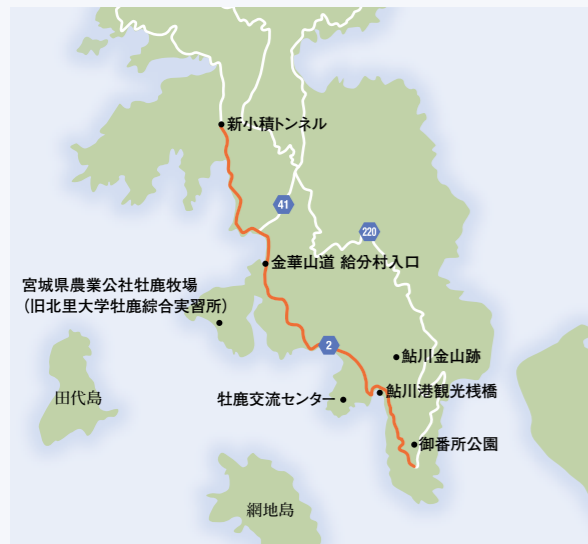 新小積トンネル
41
220
金華山道 給分村入口
宮城県農業公社牡鹿牧場
（旧北里大学牡鹿綜合実習所）
2
鮎川金山跡
田代島
牡鹿交流センター
鮎川港観光桟橋
御番所公園
網地島